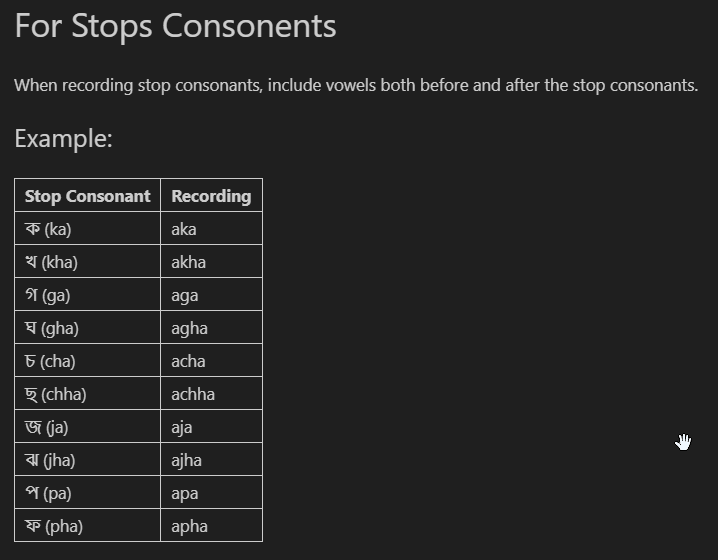 For Stops Consonents
When recording stop consonants, include vowels both before and after the stop consonants.
Example:
Stop Consonant Recording
ক (ka) aka
খ (kha) akha
গ (ga) aga
ঘ (gha) agha
চ (cha) acha
ছ (chha) achha
জ (ja) aja
ঝ (jha) ajha
প (pa) apa
ফ (pha) apha